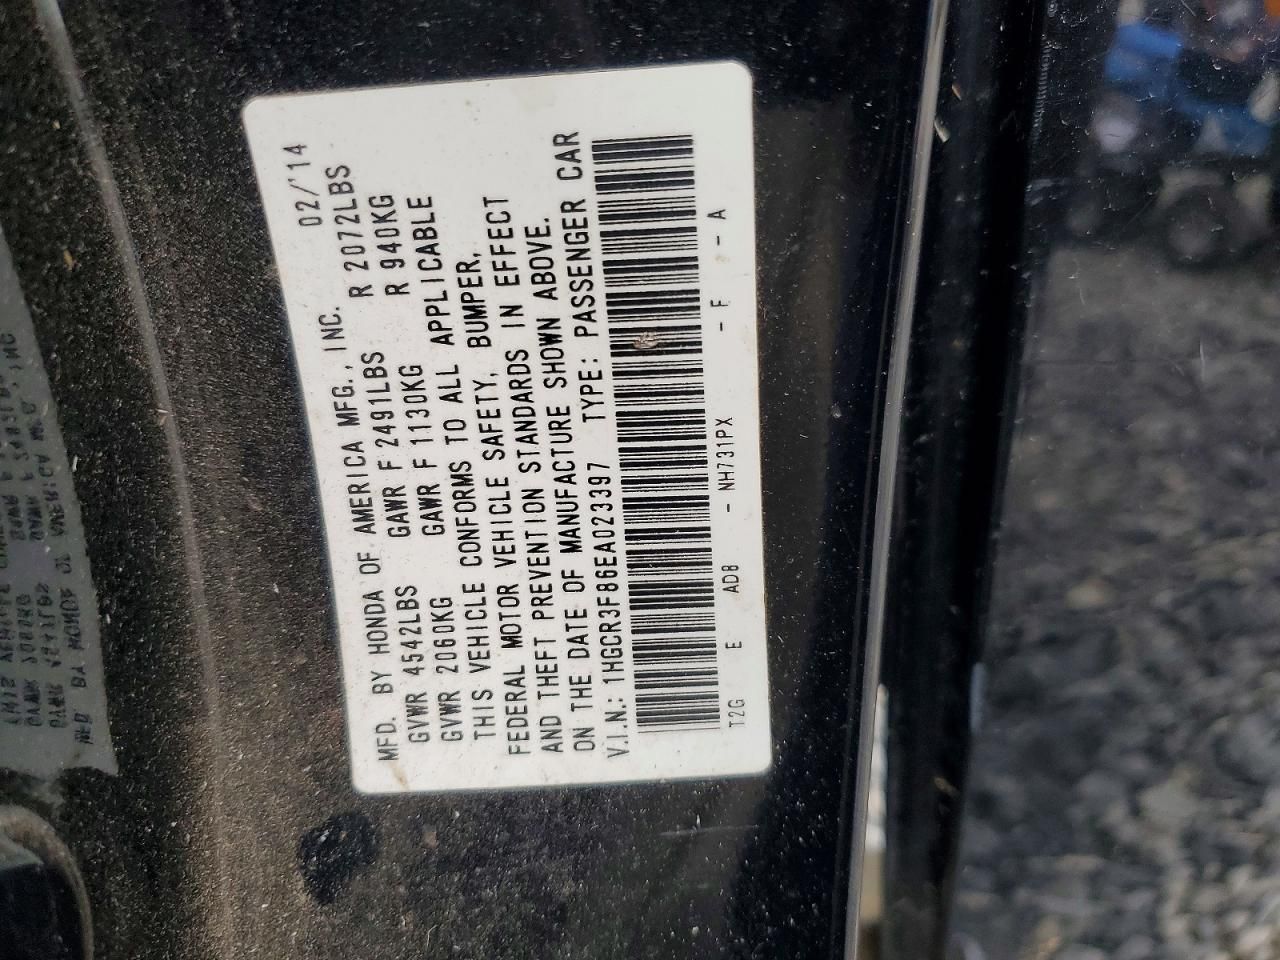 MFD. BY HONDA OF AMERICA MFG., INC. 02/'14
GVWR 4542LBS GAWR F 2491LBS R 2072LBS
GVWR 2060KG GAWR F 1130KG R 940KG
THIS VEHICLE CONFORMS TO ALL APPLICABLE
FEDERAL MOTOR VEHICLE SAFETY, BUMPER,
AND THEFT PREVENTION STANDARDS IN EFFECT
ON THE DATE OF MANUFACTURE SHOWN ABOVE.
V.I.N.: 1HGCR3F86EA023397 TYPE: PASSENGER CAR
T2G E AD8 - NH731PX - F - A